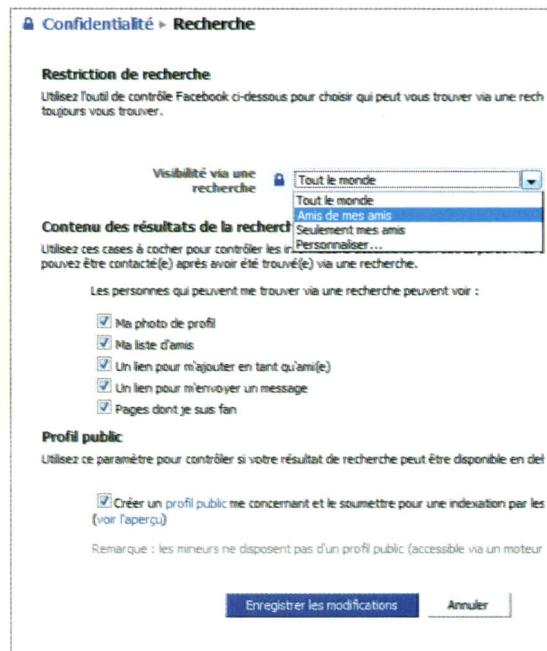 Confidentialité ▸ Recherche
Restriction de recherche
Utilisez l'outil de contrôle Facebook ci-dessous pour choisir qui peut vous trouver via une rech
toujours vous trouver.
Visibilité via une
recherche
Tout le monde
Tout le monde
Amis de mes amis
Seulement mes amis
Personnaliser...
Contenu des résultats de la recherch
Utilisez ces cases à cocher pour contrôler les in
pouvez être contacté(e) après avoir été trouvé(e) via une recherche.
Les personnes qui peuvent me trouver via une recherche peuvent voir :
Ma photo de profil
Ma liste d'amis
Un lien pour m'ajouter en tant qu'ami(e)
Un lien pour m'envoyer un message
Pages dont je suis fan
Profil public
Utilisez ce paramètre pour contrôler si votre résultat de recherche peut être disponible en del
Créer un profil public me concernant et le soumettre pour une indexation par les
(voir l'aperçu)
Remarque : les mineurs ne disposent pas d'un profil public (accessible via un moteur
Enregistrer les modifications
Annuler